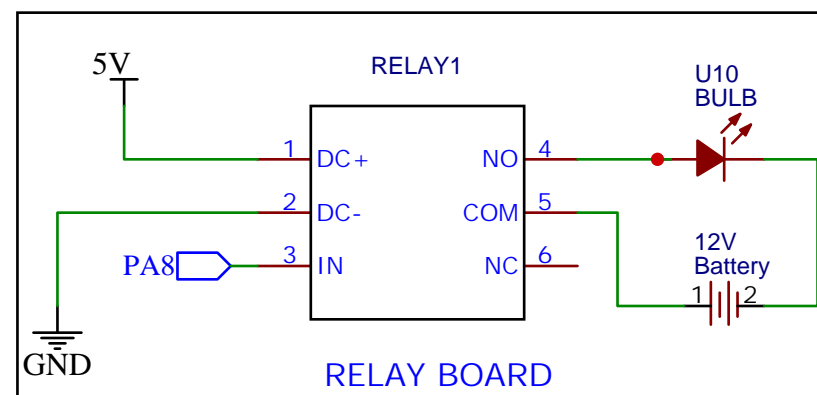 5V
RELAY1
U10
BULB
1 DC+ NO 4
2 DC- COM 5
PA8 3 IN NC 6
12V
Battery
1 2
GND
RELAY BOARD